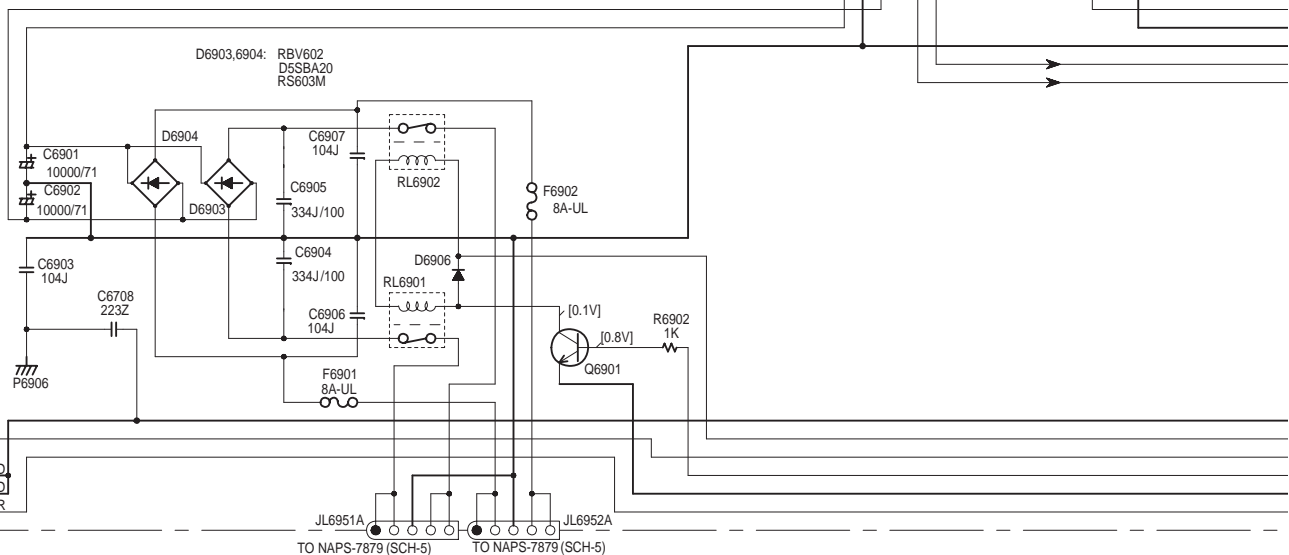 D6903,6904: RBV602
D5SBA20
RS603M
D6904
C6907
104J
C6901
10000/71
C6902
10000/71
D6903
C6905
334J/100
RL6902
F6902
8A-UL
C6903
104J
C6904
334J/100
D6906
RL6901
C6708
223Z
C6906
104J
[0.1V]
[0.8V]
R6902
1K
Q6901
P6906
F6901
8A-UL
R
JL6951A
JL6952A
TO NAPS-7879 (SCH-5)
TO NAPS-7879 (SCH-5)